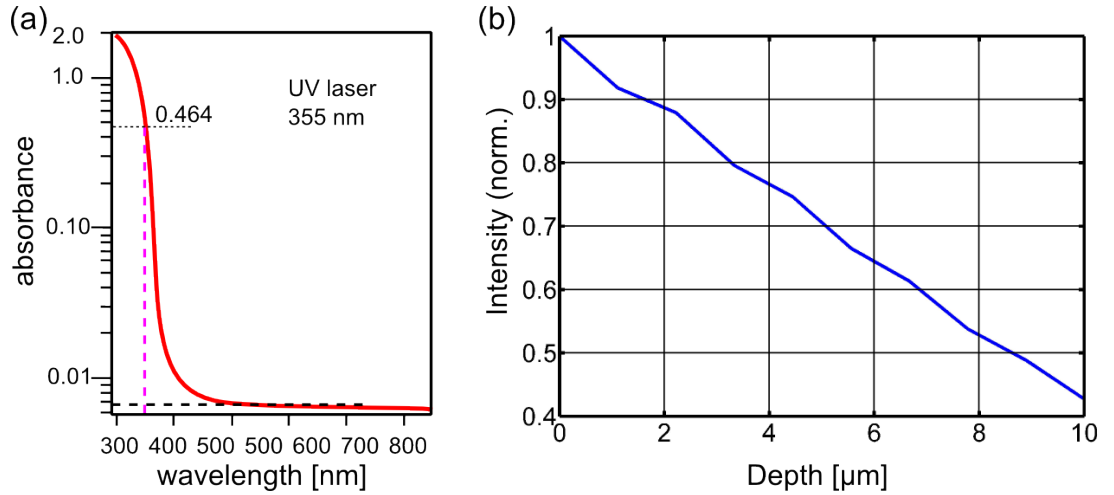 (a)
2.0
1.0
0.10
0.01
absorbance
0.464
UV laser
355 nm
300 400 500 500 600 700 800
wavelength [nm]
(b)
1
0.9
0.8
0.7
0.6
0.5
0.4
Intensity (norm.)
0 2 4 6 8 10
Depth [µm]